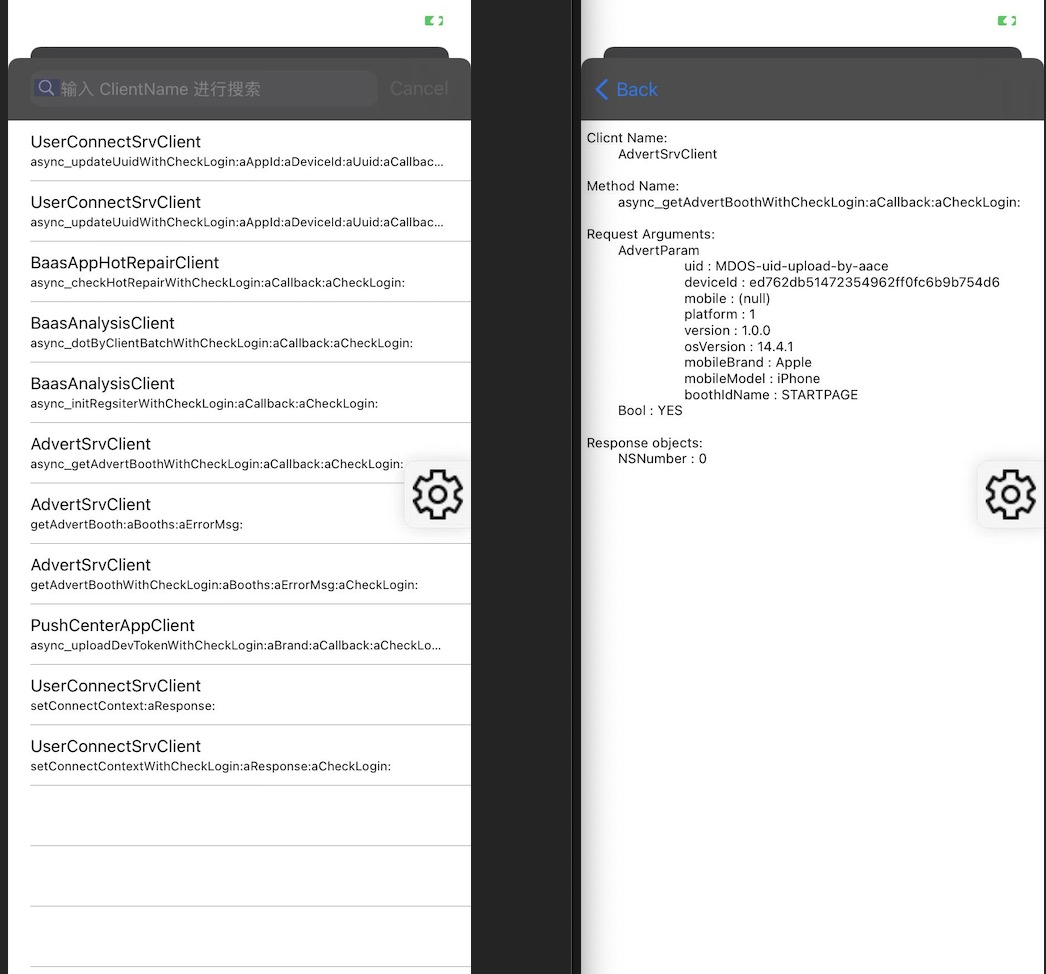 输入 ClientName 进行搜索
Cancel
UserConnectSrvClient
async_updateUuidWithCheckLogin:aAppId:aDeviceId:aUuid:aCallbac...
UserConnectSrvClient
async_updateUuidWithCheckLogin:aAppId:aDeviceId:aUuid:aCallbac...
BaasAppHotRepairClient
async_checkHotRepairWithCheckLogin:aCallback:aCheckLogin:
BaasAnalysisClient
async_dotByClientBatchWithCheckLogin:aCallback:aCheckLogin:
BaasAnalysisClient
async_initRegsiterWithCheckLogin:aCallback:aCheckLogin:
AdvertSrvClient
async_getAdvertBoothWithCheckLogin:aCallback:aCheckLogin:
AdvertSrvClient
getAdvertBooth:aBooths:aErrorMsg:
AdvertSrvClient
getAdvertBoothWithCheckLogin:aBooths:aErrorMsg:aCheckLogin:
PushCenterAppClient
async_uploadDevTokenWithCheckLogin:aBrand:aCallback:aCheckLo...
UserConnectSrvClient
setConnectContext:aResponse:
UserConnectSrvClient
setConnectContextWithCheckLogin:aResponse:aCheckLogin:
Back
Clicnt Name:
AdvertSrvClient
Method Name:
async_getAdvertBoothWithCheckLogin:aCallback:aCheckLogin:
Request Arguments:
AdvertParam
uid : MDOS-uid-upload-by-aace
deviceId : ed762db51472354962ff0fc6b9b754d6
mobile : (null)
platform : 1
version : 1.0.0
osVersion : 14.4.1
mobileBrand : Apple
mobileModel : iPhone
boothIdName : STARTPAGE
Bool : YES
Response objects:
NSNumber : 0